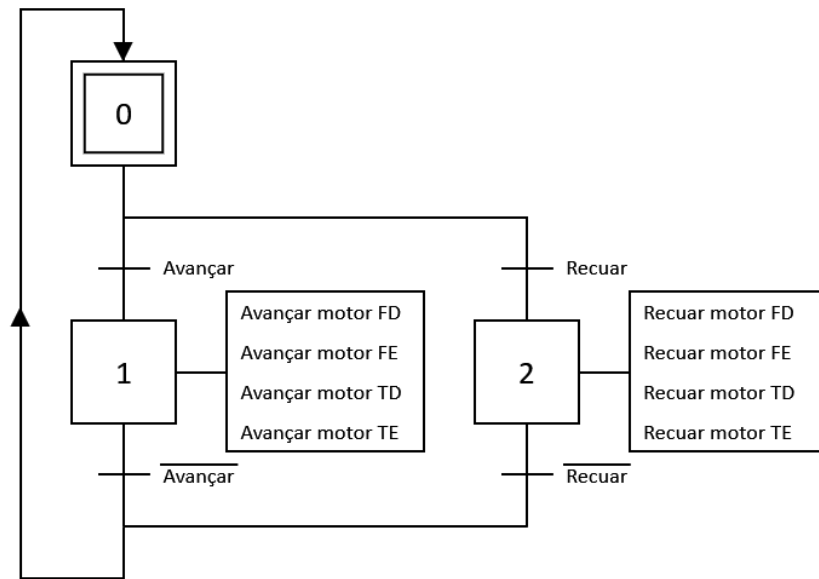 0
Avançar
Recuar
1
Avançar motor FD
Avançar motor FE
Avançar motor TD
Avançar motor TE
2
Recuar motor FD
Recuar motor FE
Recuar motor TD
Recuar motor TE
Avançar
Recuar